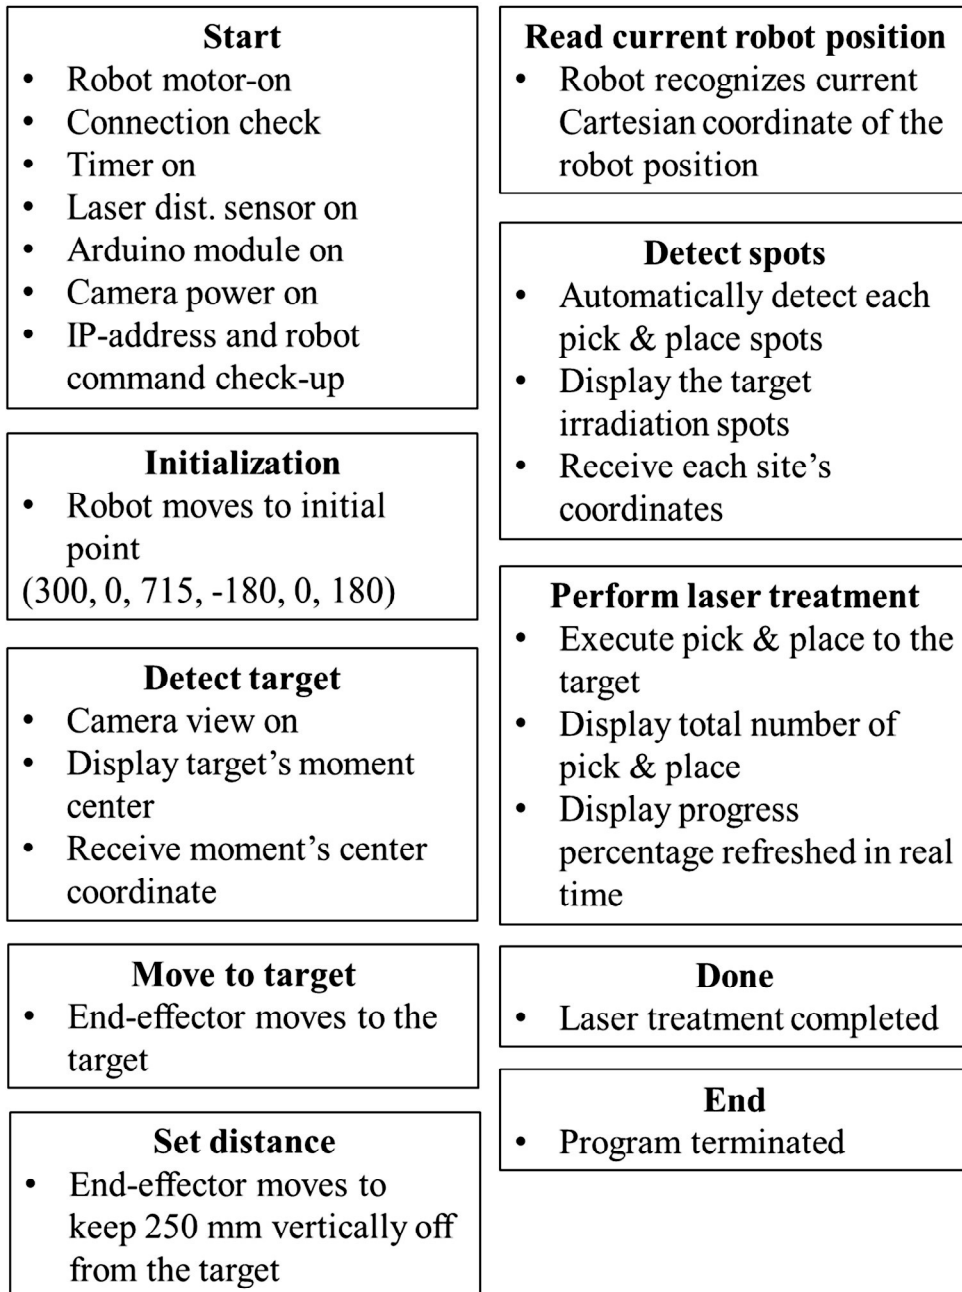 Start
• Robot motor-on
• Connection check
• Timer on
• Laser dist. sensor on
• Arduino module on
• Camera power on
• IP-address and robot
command check-up
Initialization
• Robot moves to initial
point
(300, 0, 715, -180, 0, 180)
Detect target
• Camera view on
• Display target’s moment
center
• Receive moment’s center
coordinate
Move to target
• End-effector moves to the
target
Set distance
• End-effector moves to
keep 250 mm vertically off
from the target
Read current robot position
• Robot recognizes current
Cartesian coordinate of the
robot position
Detect spots
• Automatically detect each
pick & place spots
• Display the target
irradiation spots
• Receive each site’s
coordinates
Perform laser treatment
• Execute pick & place to the
target
• Display total number of
pick & place
• Display progress
percentage refreshed in real
time
Done
• Laser treatment completed
End
• Program terminated